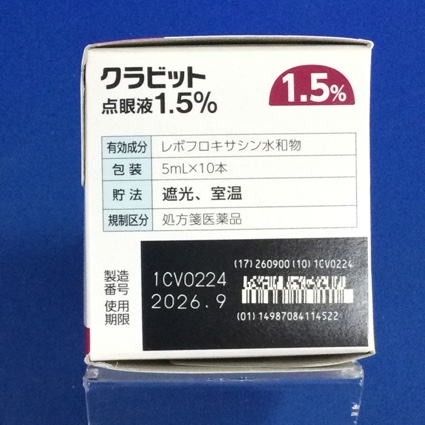 クラビット
点眼液1.5%
1.5%
有効成分 レボフロキサシン水和物
包装 5mL×10本
貯法 遮光、室温
規制区分 処方箋医薬品
(17) 260900 (10) 1CV0224
製造番号 1CV0224
使用期限 2026.9
(01) 14987084114522